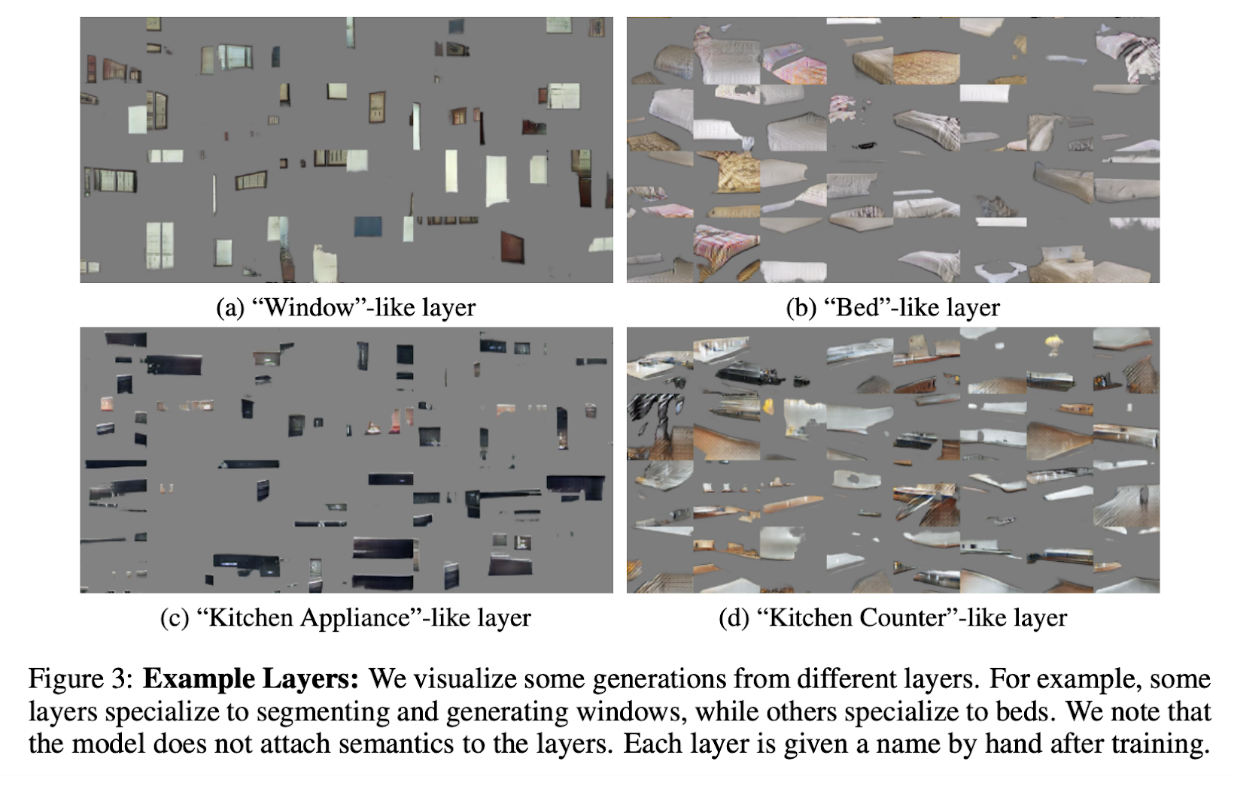 (a) “Window”-like layer
(b) “Bed”-like layer
(c) “Kitchen Appliance”-like layer
(d) “Kitchen Counter”-like layer
Figure 3: Example Layers: We visualize some generations from different layers. For example, some
layers specialize to segmenting and generating windows, while others specialize to beds. We note that
the model does not attach semantics to the layers. Each layer is given a name by hand after training.